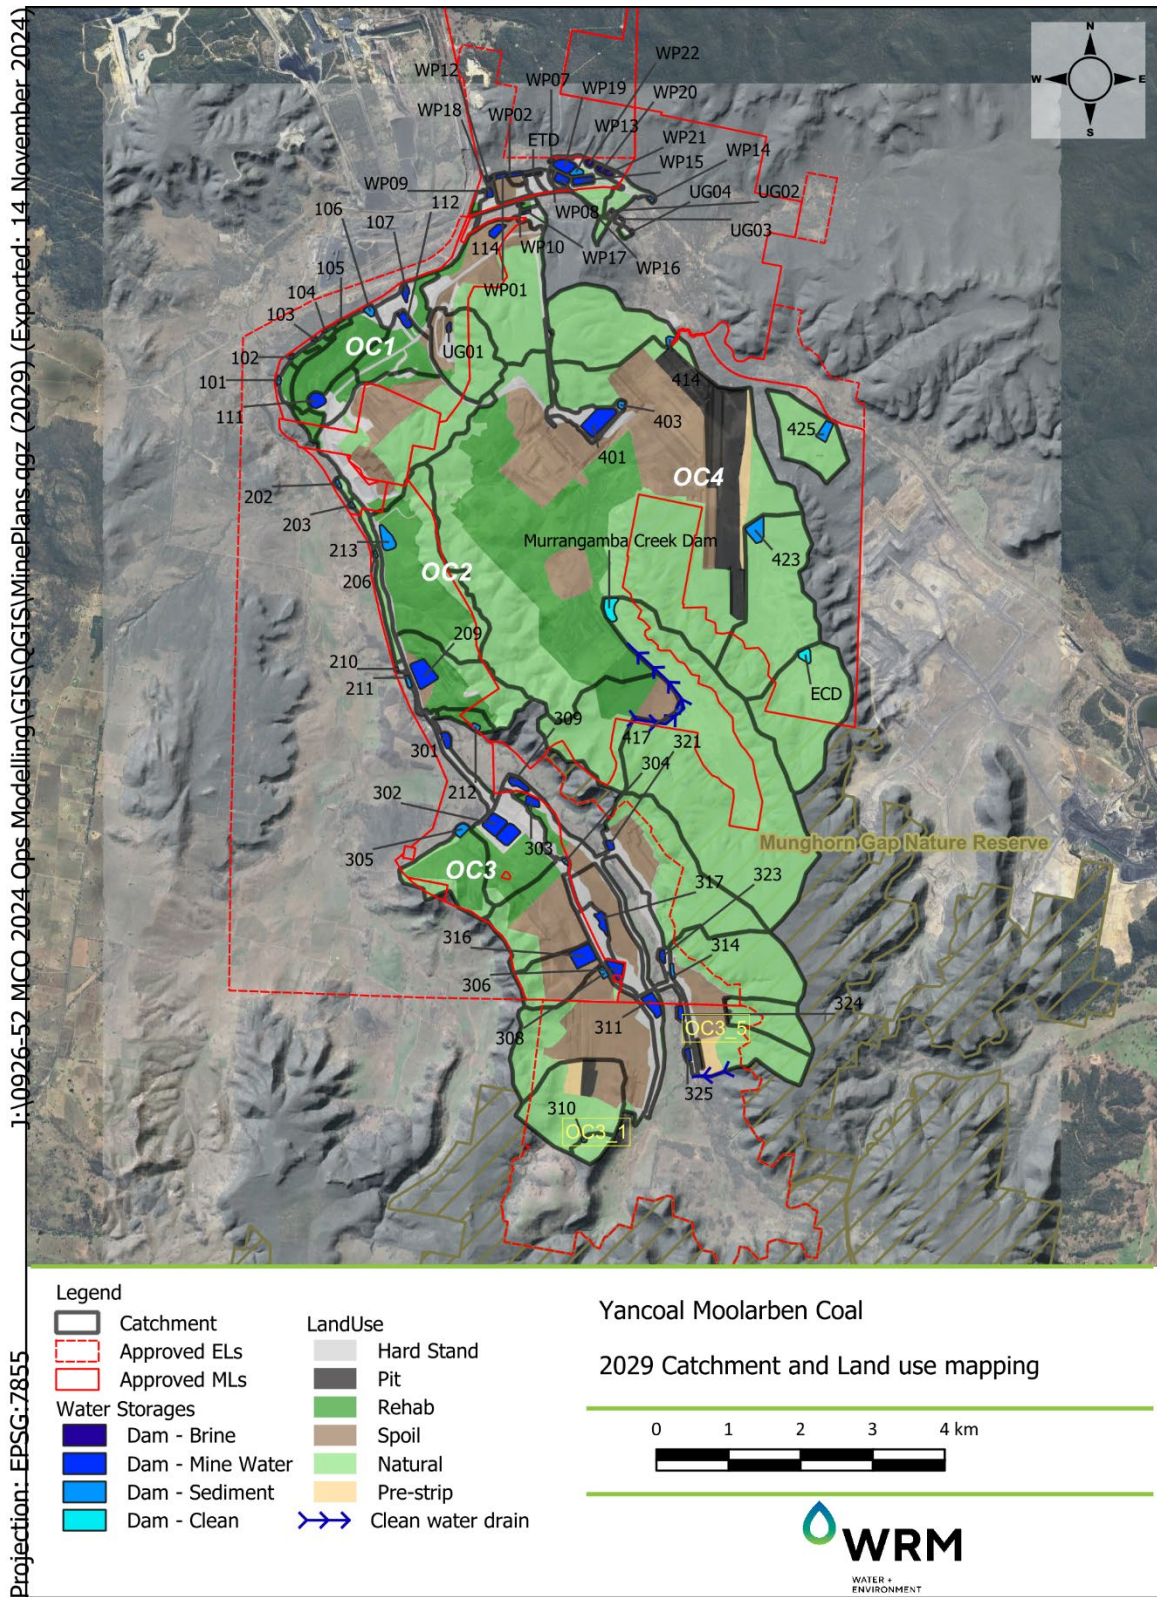 J:\0926-52 MCO 2024 Ops Modelling\GIS\QGIS\MinePlans.qgz (2029) (Exported: 14 November 2024)
Projection: EPSG:7855
N
W
E
S
WP22
WP07
WP19
WP12
WP20
WP02
WP13
WP18
ETD
WP21
WP14
WP15
WP09
112
UG04
UG02
106
WP08
107
UG03
114
WP10
105
WP17
WP16
WP01
104
103
OC1
UG01
102
414
101
403
111
425
401
OC4
202
203
Murrangamba Creek Dam
213
423
OC2
206
209
210
211
ECD
309
417
321
301
304
212
302
Munghorn Gap Nature Reserve
303
305
OC3
317
323
316
314
306
324
311
OC3_5
308
325
310
OC3_1
Legend
Catchment
Approved ELs
Approved MLs
Water Storages
Dam - Brine
Dam - Mine Water
Dam - Sediment
Dam - Clean
LandUse
Hard Stand
Pit
Rehab
Spoil
Natural
Pre-strip
Clean water drain
Yancoal Moolarben Coal
2029 Catchment and Land use mapping
0 1 2 3 4 km
WRM
WATER +
ENVIRONMENT